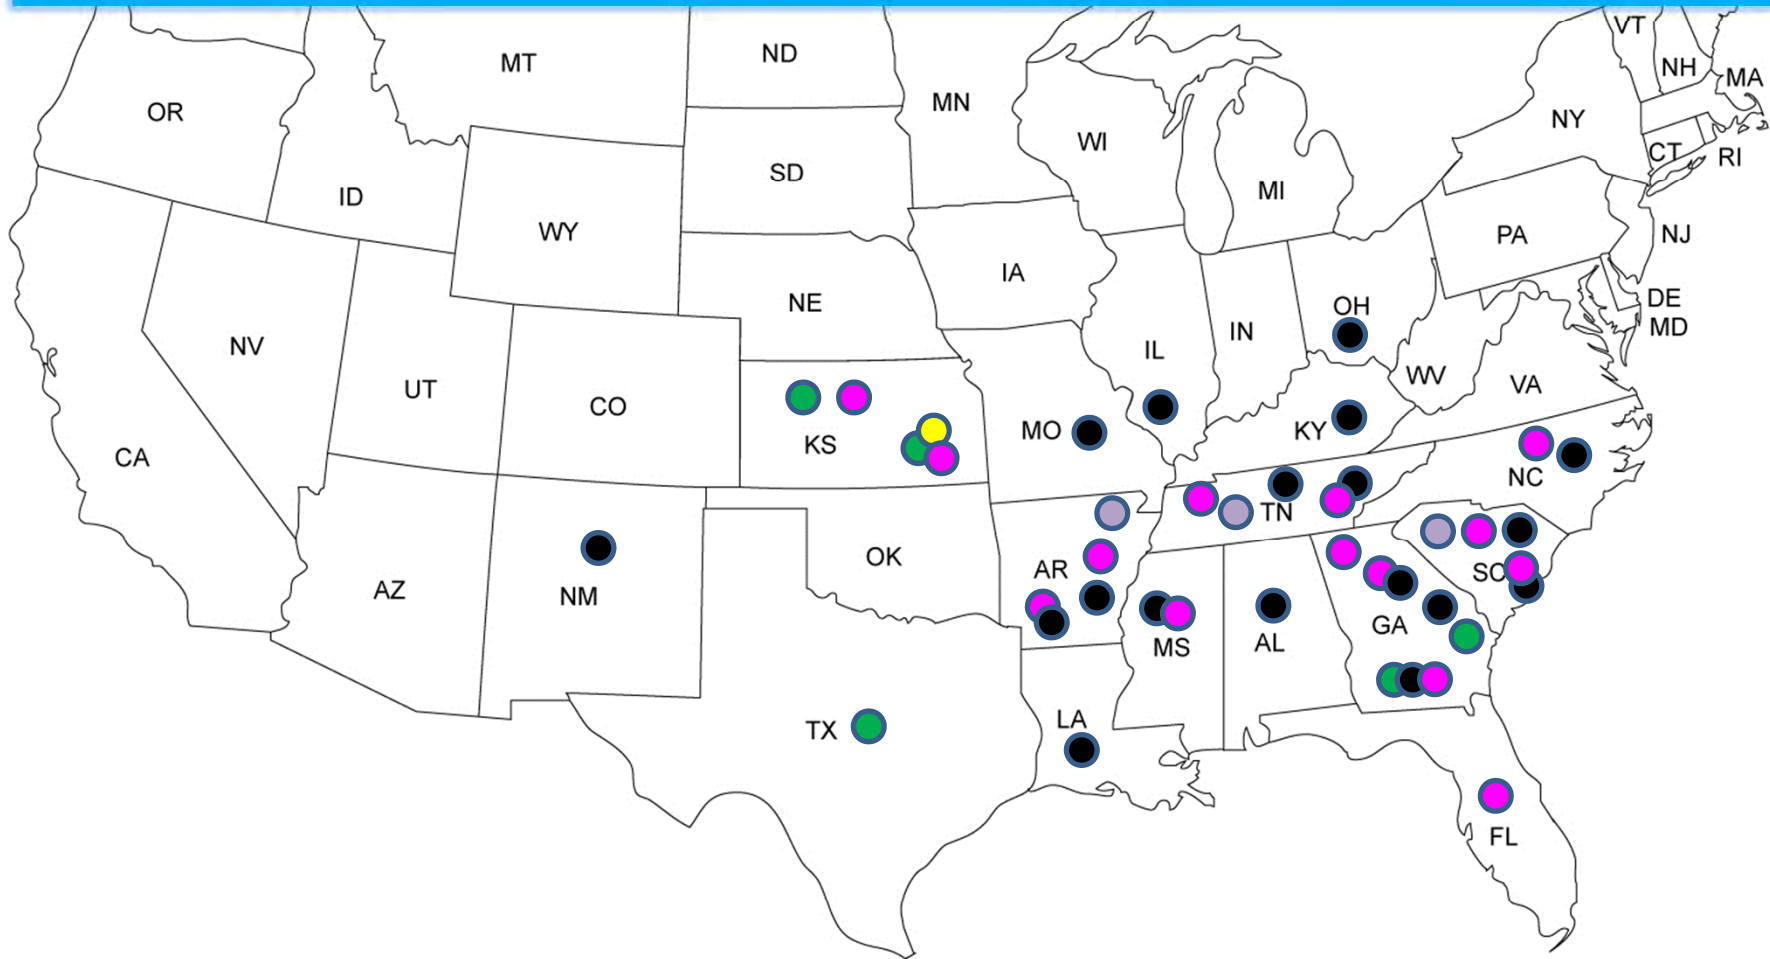 VT
ND
MT
NH
MA
MN
OR
NY
WI
CT
RI
SD
MI
ID
WY
PA
NJ
IA
DE
NE
OH
MD
IN
NV
IL
WV
VA
UT
CO
MO
KY
KS
CA
NC
TN
OK
AR
SC
AZ
NM
GA
AL
MS
LA
TX
FL